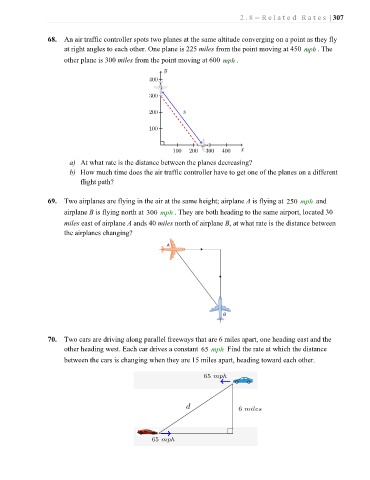 2.8 – Related Rates | 307
68. An air traffic controller spots two planes at the same altitude converging on a point as they fly
at right angles to each other. One plane is 225 miles from the point moving at 450 mph. The
other plane is 300 miles from the point moving at 600 mph.
y
400
300
200
s
100
100 200 300 400 x
a) At what rate is the distance between the planes decreasing?
b) How much time does the air traffic controller have to get one of the planes on a different
flight path?
69. Two airplanes are flying in the air at the same height; airplane A is flying at 250 mph and
airplane B is flying north at 300 mph. They are both heading to the same airport, located 30
miles east of airplane A ands 40 miles north of airplane B, at what rate is the distance between
the airplanes changing?
A
B
70. Two cars are driving along parallel freeways that are 6 miles apart, one heading east and the
other heading west. Each car drives a constant 65 mph Find the rate at which the distance
between the cars is changing when they are 15 miles apart, heading toward each other.
65 mph
d
6 miles
65 mph